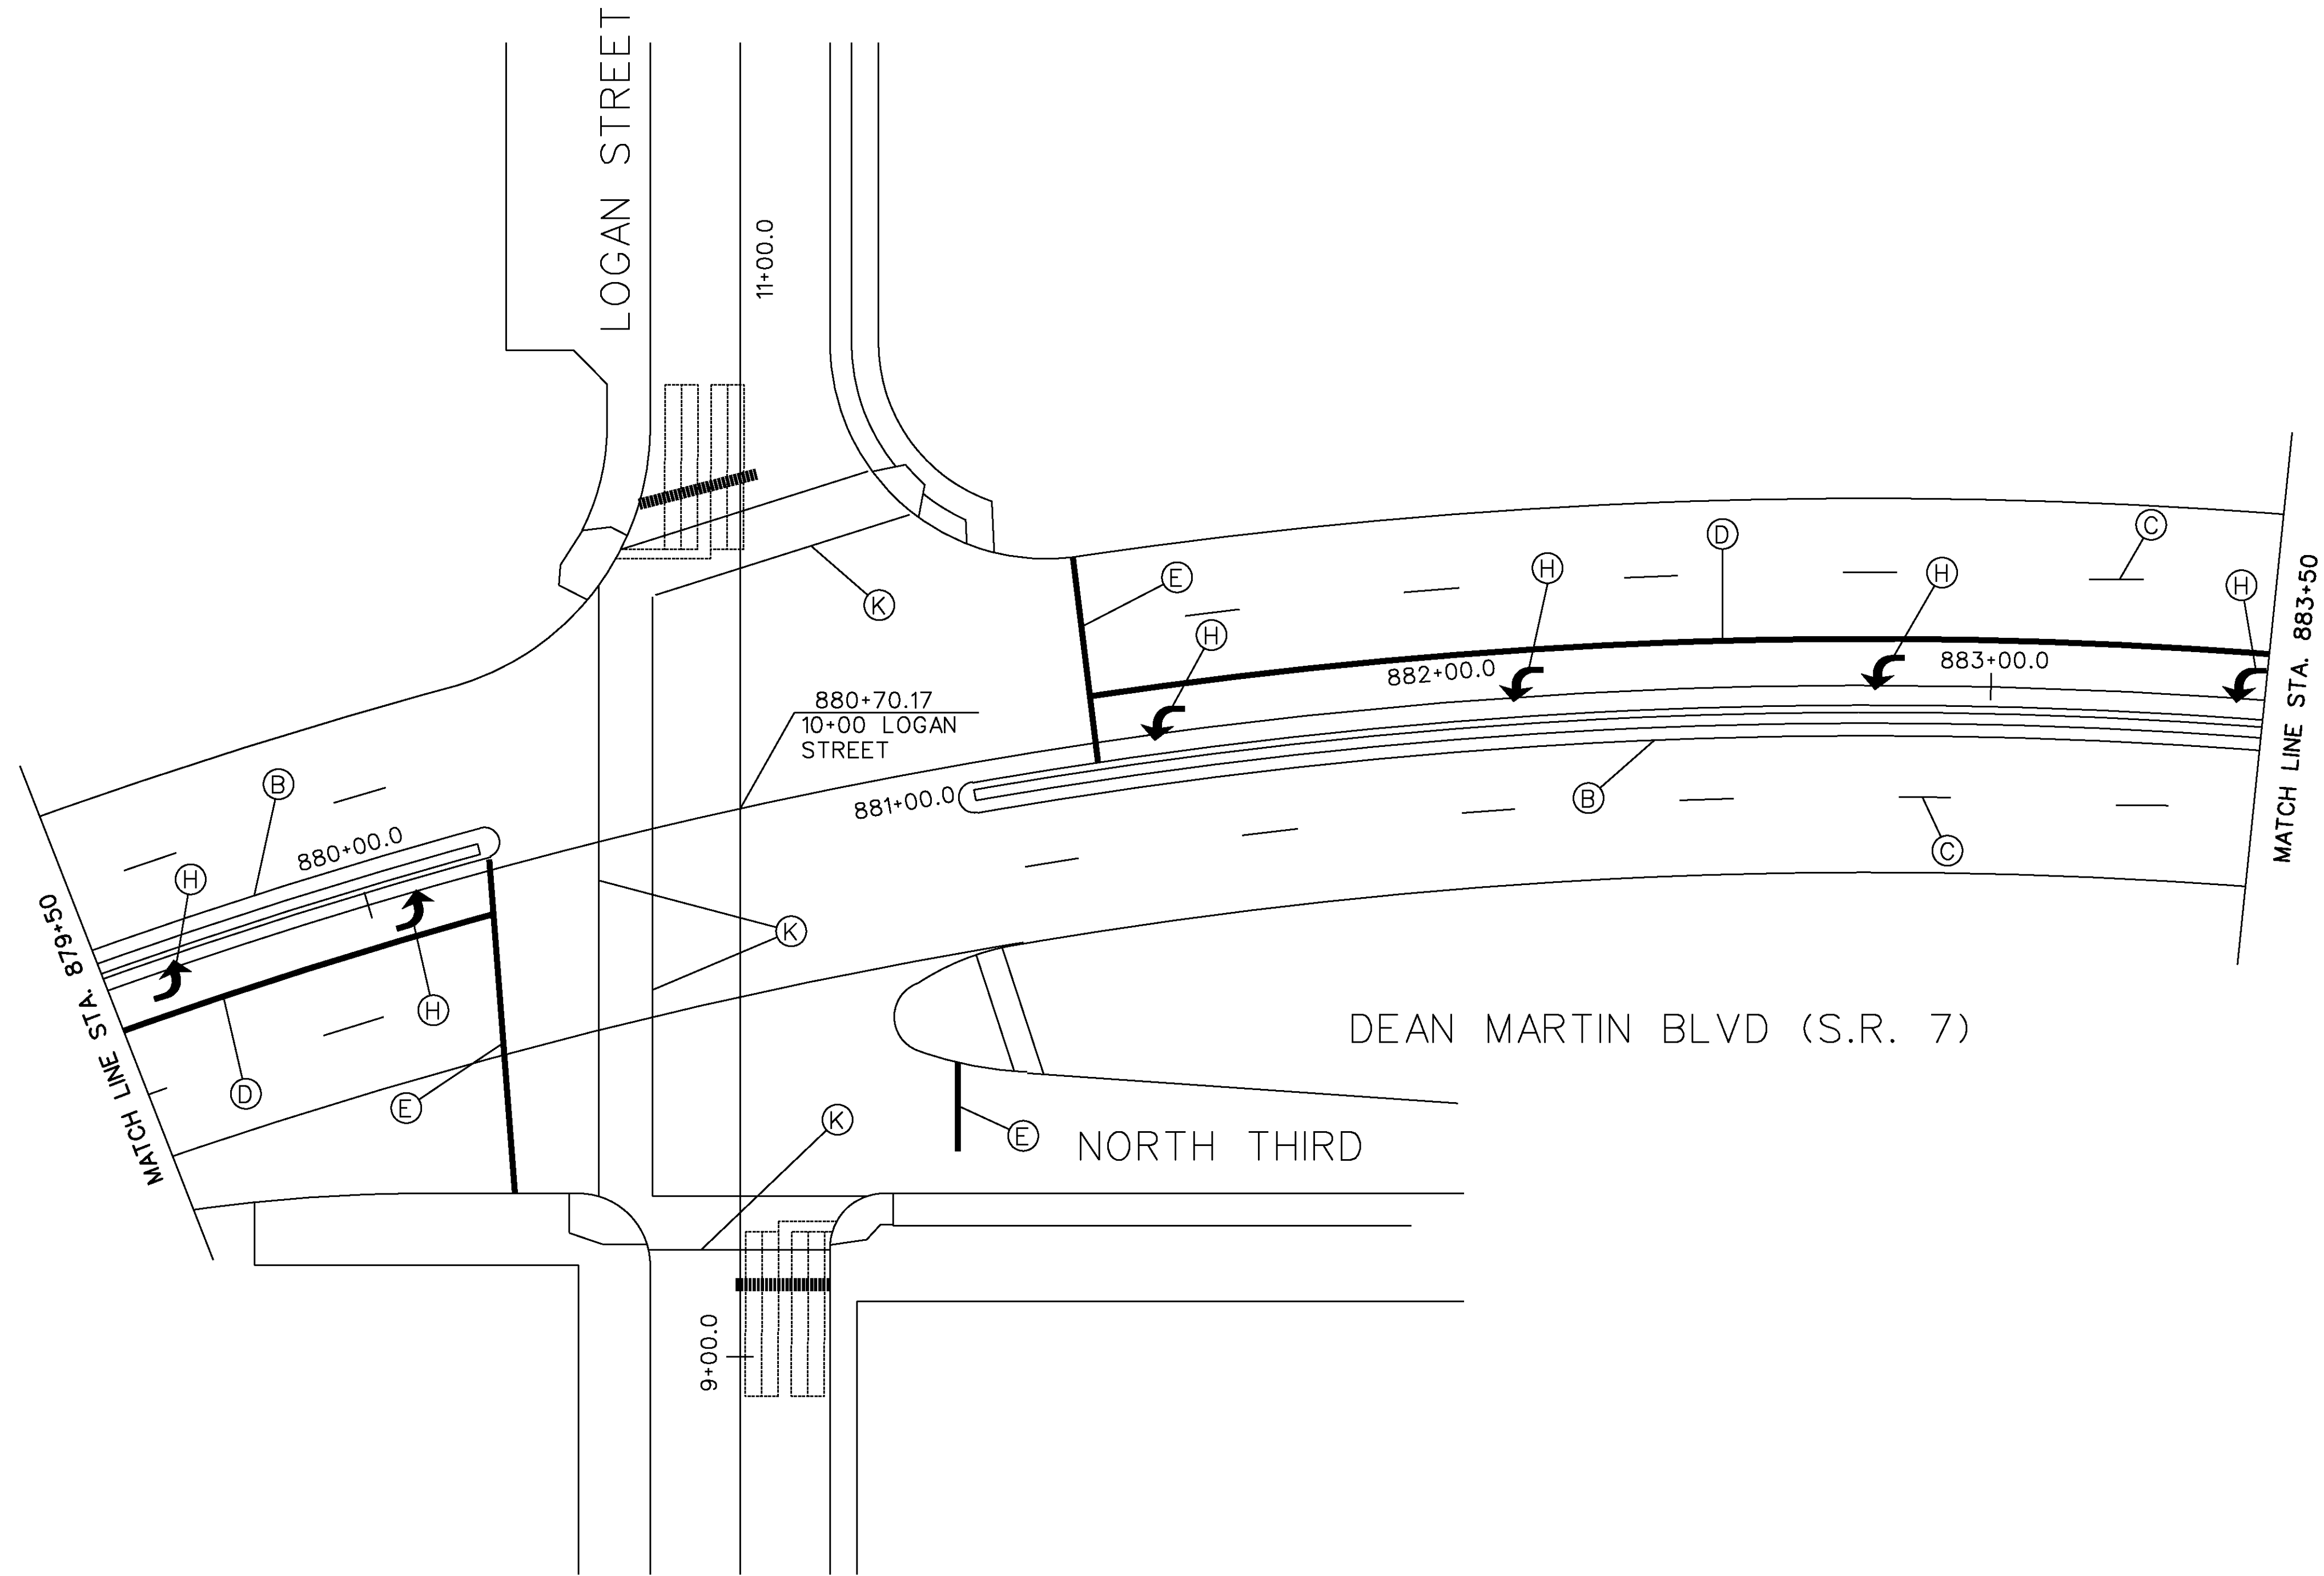 LOGAN STREET
11+00.0
C
D
H
H
E
H
K
H
MATCH LINE STA. 883+50
883+00.0
882+00.0
880+70.17
10+00 LOGAN
STREET
881+00.0
B
B
C
880+00.0
H
H
K
MATCH LINE STA. 879+50
D
E
DEAN MARTIN BLVD (S.R. 7)
K
E
NORTH THIRD
9+00.0